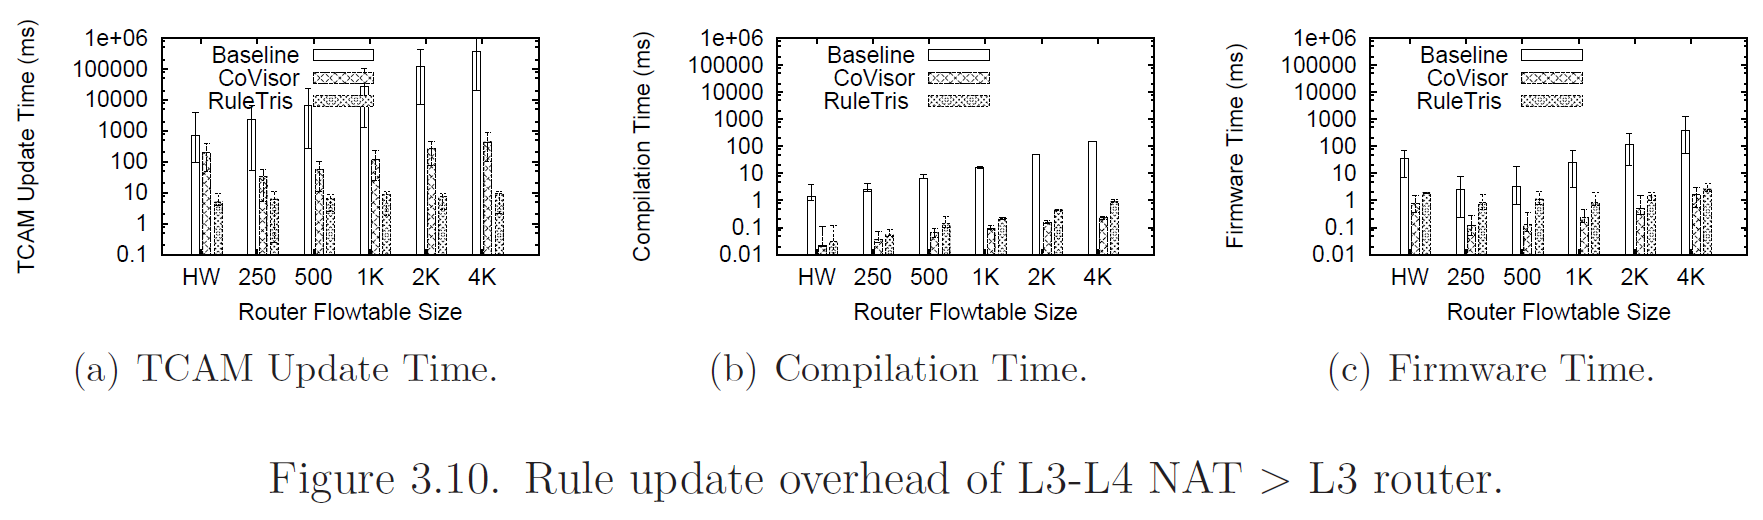 TCAM Update Time (ms)
1e+06
100000
10000
1000
100
10
1
0.1
Baseline
CoVisor
RuleTris
HW 250 500 1K 2K 4K
Router Flowtable Size
(a) TCAM Update Time.
Compilation Time (ms)
1e+06
100000
10000
1000
100
10
1
0.1
0.01
Baseline
CoVisor
RuleTris
HW 250 500 1K 2K 4K
Router Flowtable Size
(b) Compilation Time.
Firmware Time (ms)
1e+06
100000
10000
1000
100
10
1
0.1
0.01
Baseline
CoVisor
RuleTris
HW 250 500 1K 2K 4K
Router Flowtable Size
(c) Firmware Time.
Figure 3.10. Rule update overhead of L3-L4 NAT > L3 router.